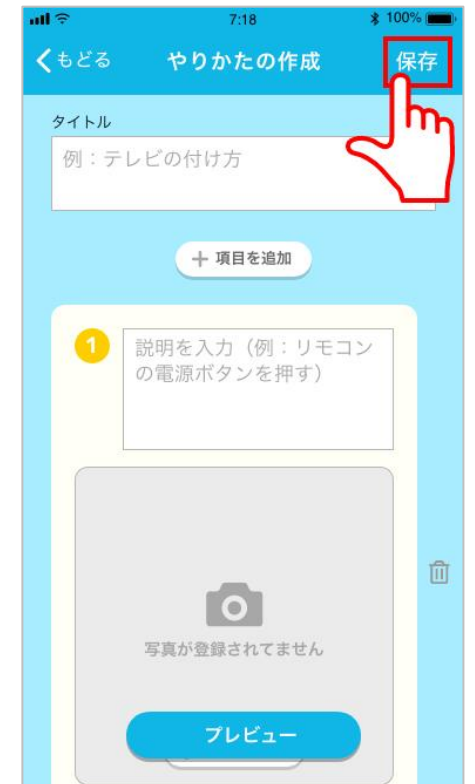 7:18
100%
もどる
やりかたの作成
保存
タイトル
例：テレビの付け方
＋ 項目を追加
1
説明を入力（例：リモコン
の電源ボタンを押す）
写真が登録されてません
プレビュー